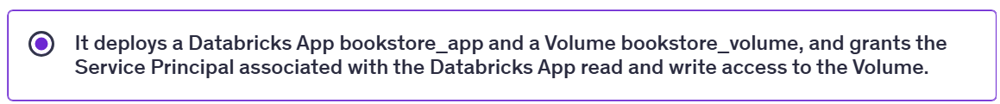 It deploys a Databricks App bookstore_app and a Volume bookstore_volume, and grants the
Service Principal associated with the Databricks App read and write access to the Volume.